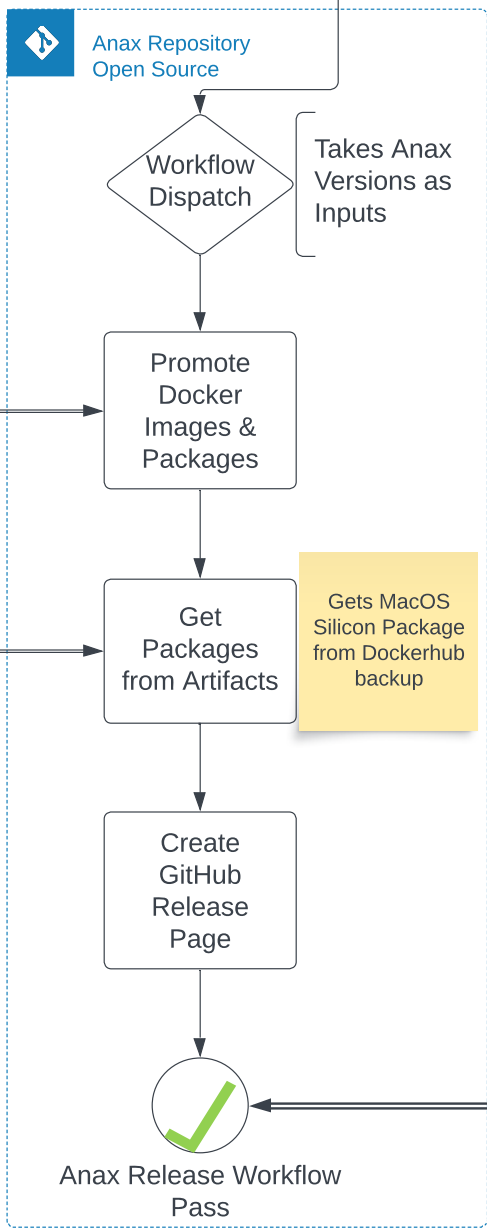 Anax Repository
Open Source
Workflow
Dispatch
Takes Anax
Versions as
Inputs
Promote
Docker
Images &
Packages
Get
Packages
from Artifacts
Gets MacOS
Silicon Package
from Dockerhub
backup
Create
GitHub
Release
Page
Anax Release Workflow
Pass